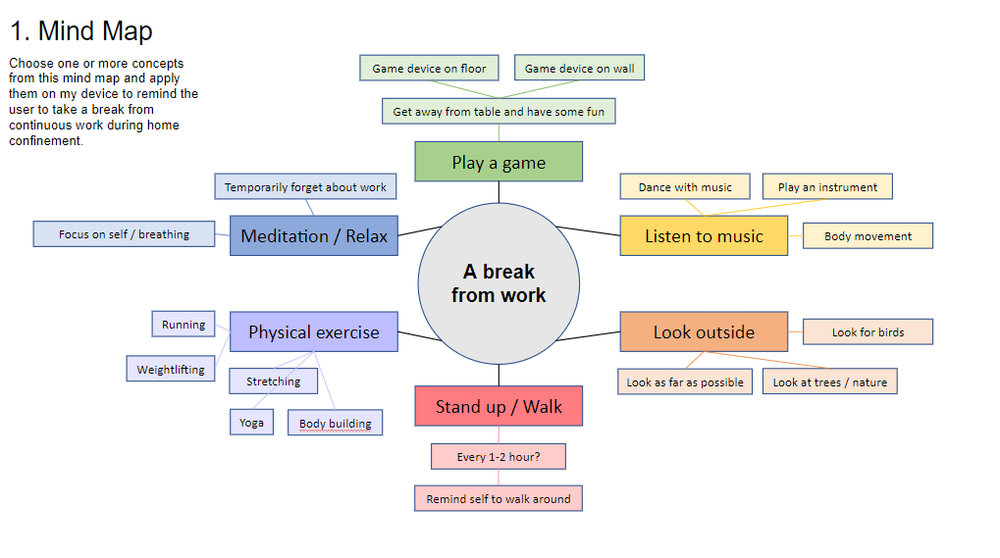 1. Mind Map
Choose one or more concepts
from this mind map and apply
them on my device to remind the
user to take a break from
continuous work during home
confinement.
Game device on floor
Game device on wall
Get away from table and have some fun
Play a game
Temporarily forget about work
Focus on self / breathing
Meditation / Relax
Dance with music
Play an instrument
Listen to music
Body movement
A break
from work
Running
Physical exercise
Weightlifting
Stretching
Yoga
Body building
Look outside
Look for birds
Look as far as possible
Look at trees / nature
Stand up / Walk
Every 1-2 hour?
Remind self to walk around